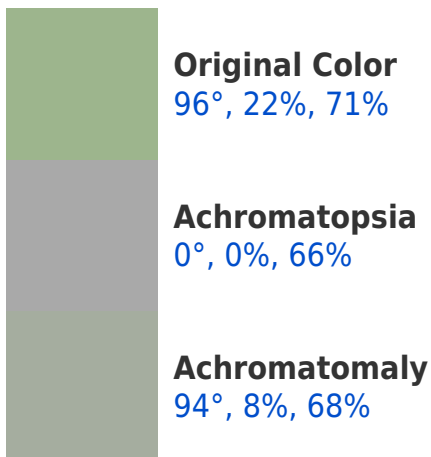 Original Color
96°, 22%, 71%
Achromatopsia
0°, 0%, 66%
Achromatomaly
94°, 8%, 68%